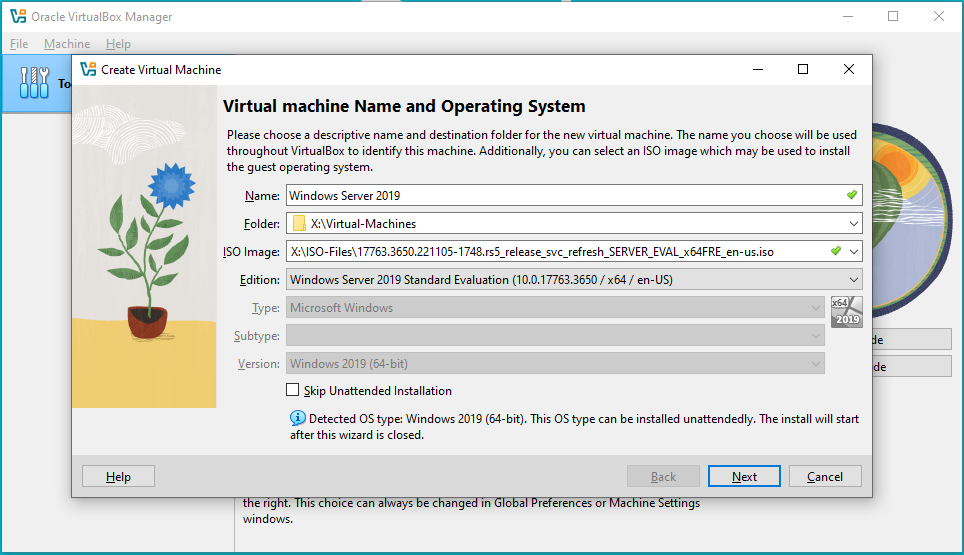 Oracle VirtualBox Manager
File Machine Help
To
Create Virtual Machine
Virtual machine Name and Operating System
Please choose a descriptive name and destination folder for the new virtual machine. The name you choose will be used
throughout VirtualBox to identify this machine. Additionally, you can select an ISO image which may be used to install
the guest operating system.
Name: Windows Server 2019
Folder: X:\Virtual-Machines
ISO Image: X:\ISO-Files\17763.3650.221105-1748.rs5_release_svc_refresh_SERVER_EVAL_x64FRE_en-us.iso
Edition: Windows Server 2019 Standard Evaluation (10.0.17763.3650 / x64 / en-US)
Type: Microsoft Windows
x64
2019
Subtype:
Version: Windows 2019 (64-bit)
Skip Unattended Installation
Detected OS type: Windows 2019 (64-bit). This OS type can be installed unattendedly. The install will start
after this wizard is closed.
Help Back Next Cancel
de
de
the right. This choice can always be changed in Global Preferences or Machine Settings
windows.